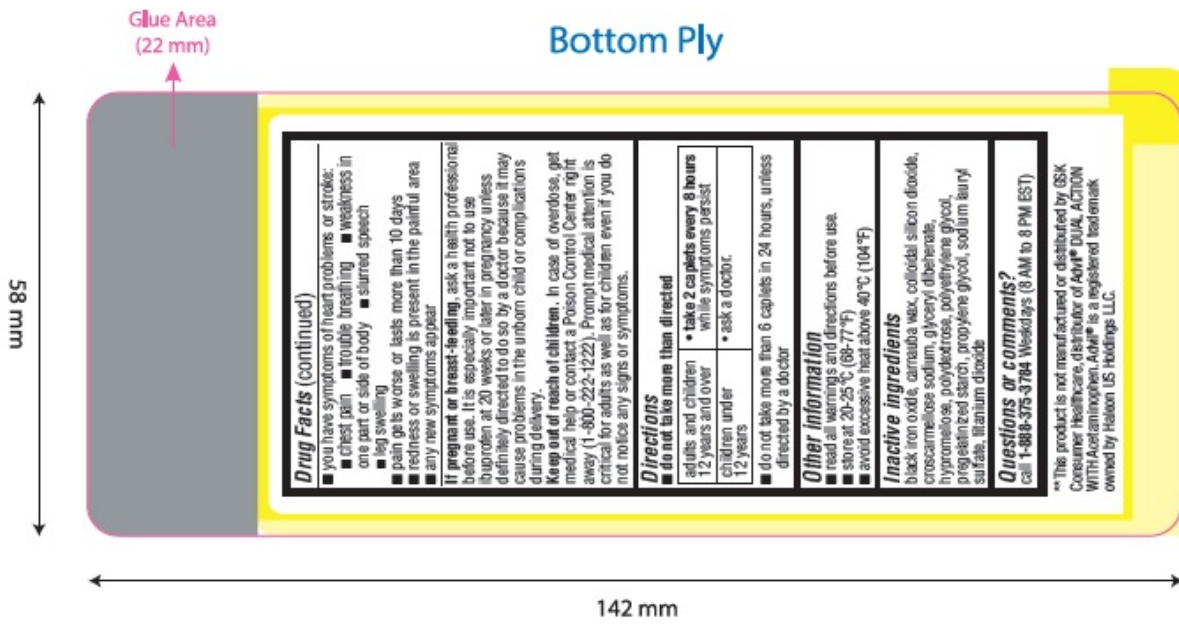 Glue Area
(22 mm)
Bottom Ply
58 mm
Drug Facts (continued)
■ you have symptoms of heart problems or stroke:
■ chest pain ■ trouble breathing ■ weakness in
one part or side of body ■ slurred speech
■ leg swelling
■ pain gets worse or lasts more than 10 days
■ redness or swelling is present in the painful area
■ any new symptoms appear
If pregnant or breast-feeding, ask a health professional
before use. It is especially important not to use
ibuprofen at 20 weeks or later in pregnancy unless
definitely directed to do so by a doctor because it may
cause problems in the unborn child or complications
during delivery.
Keep out of reach of children. In case of overdose, get
medical help or contact a Poison Control Center right
away (1-800-222-1222). Prompt medical attention is
critical for adults as well as for children even if you do
not notice any signs or symptoms.
Directions
■ do not take more than directed
adults and children
12 years and over
• take 2 caplets every 8 hours
while symptoms persist
children under
12 years
• ask a doctor.
■ do not take more than 6 caplets in 24 hours, unless
directed by a doctor
Other information
■ read all warnings and directions before use.
■ store at 20-25°C (68-77°F)
■ avoid excessive heat above 40°C (104°F)
Inactive ingredients
black iron oxide, carnauba wax, colloidal silicon dioxide,
croscarmellose sodium, glyceryl dibehenate,
hypromellose, polydextrose, polyethylene glycol,
pregelatinized starch, propylene glycol, sodium lauryl
sulfate, titanium dioxide
Questions or comments?
call 1-888-375-3784 Weekdays (8 AM to 8 PM EST)
**This product is not manufactured or distributed by GSK
Consumer Healthcare, distributor of Advil® DUAL ACTION
WITH Acetaminophen. Advil® is a registered trademark
owned by Haleon US Holdings LLC.
142 mm